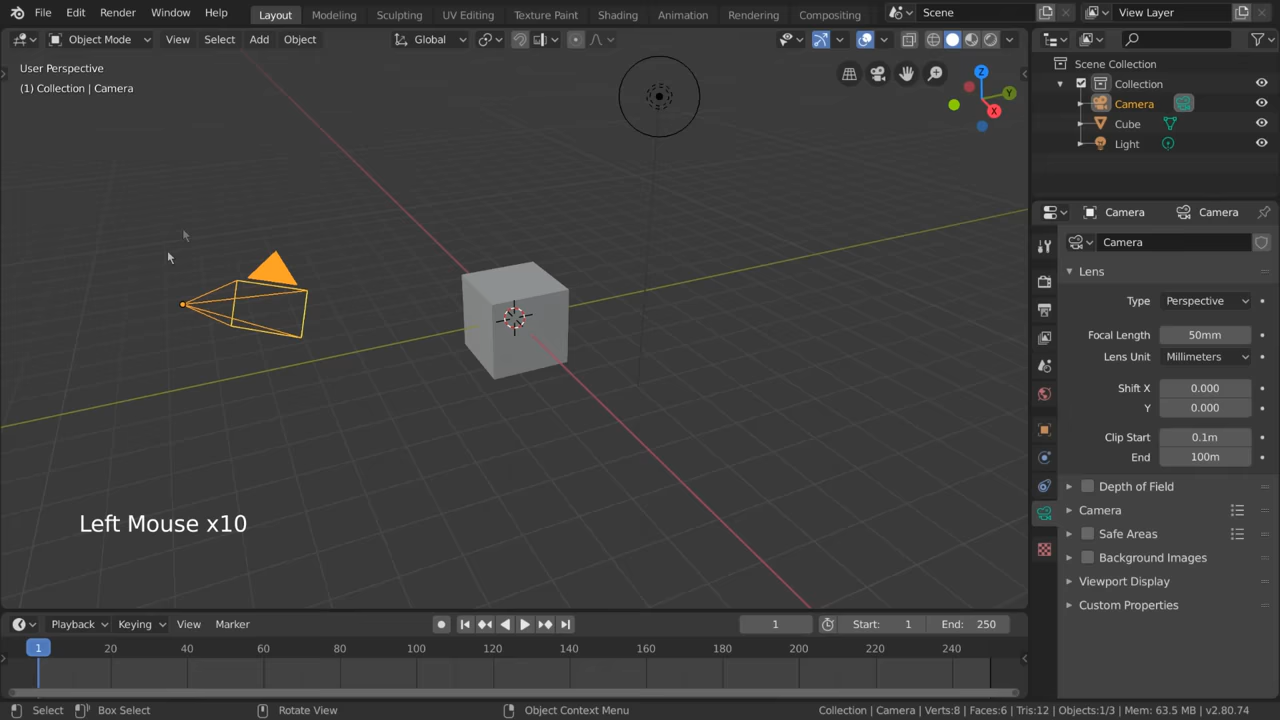 File Edit Render Window Help Layout Modeling Sculpting UV Editing Texture Paint Shading Animation Rendering Compositing Scene View Layer
Object Mode View Select Add Object Global
User Perspective
(1) Collection | Camera
Z
Y
X
Left Mouse x10
Scene Collection
Collection
Camera
Cube
Light
Camera Camera
Camera
Lens
Type Perspective
Focal Length 50mm
Lens Unit Millimeters
Shift X 0.000
Y 0.000
Clip Start 0.1m
End 100m
Depth of Field
Camera
Safe Areas
Background Images
Viewport Display
Custom Properties
Playback Keying View Marker 1 Start: 1 End: 250
1 20 40 60 80 100 120 140 160 180 200 220 240
Select Box Select Rotate View Object Context Menu Collection | Camera | Verts:8 | Faces:6 | Tris:12 | Objects:1/3 | Mem: 63.5 MB | v2.80.74